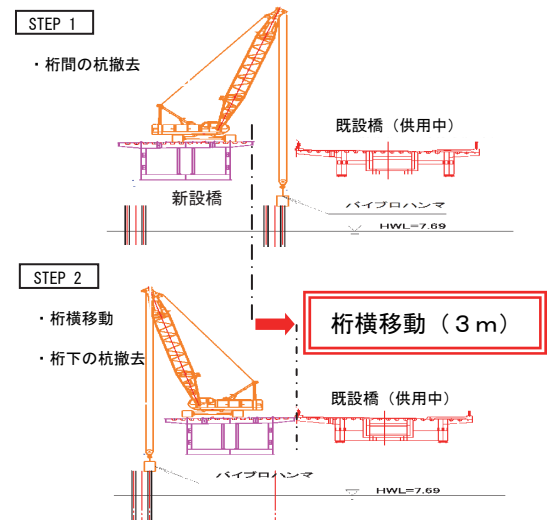 STEP 1
・桁間の杭撤去
既設橋（供用中）
新設橋
バイブロハンマ
HWL=7.69
STEP 2
・桁横移動
・桁下の杭撤去
桁横移動（３ｍ）
既設橋（供用中）
バイブロハンマ
HWL=7.69